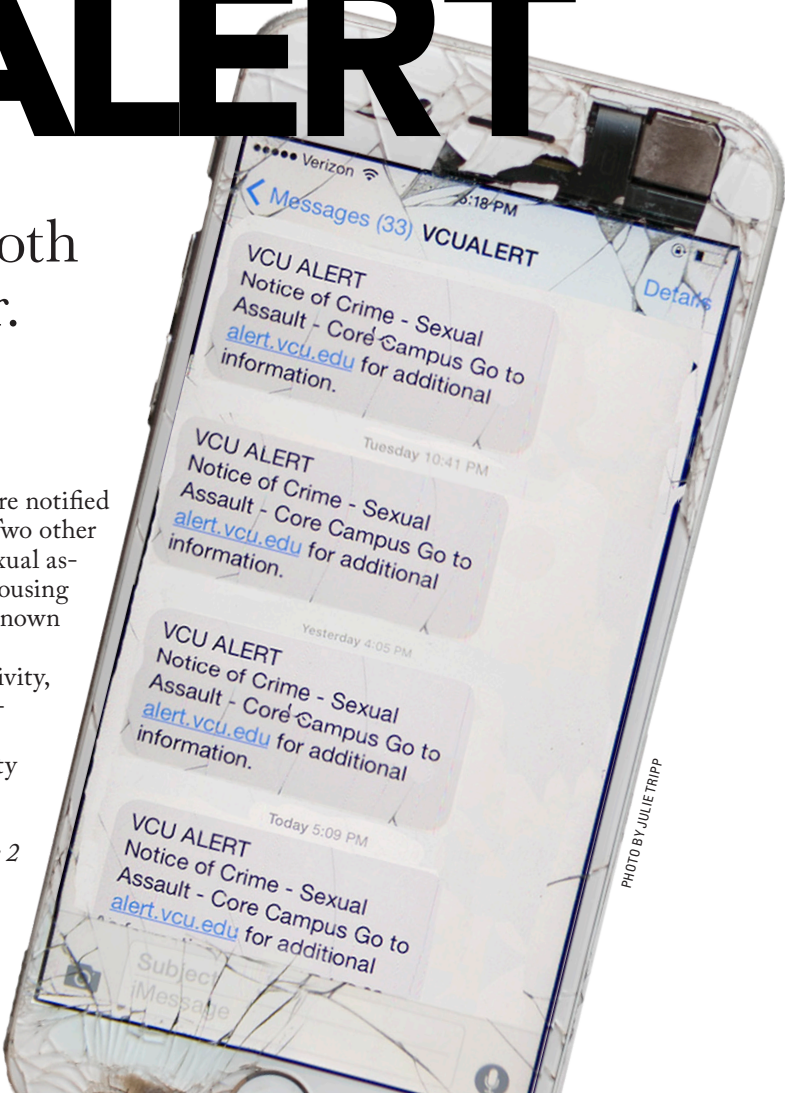 ALERT
oth
r.
re notified
Two other
xual as-
ousing
nown
ivity,
-
ty
2
Verizon
6:18 PM
Messages (33) VCUALERT
Details
VCU ALERT
Notice of Crime - Sexual
Assault - Core Campus Go to
alert.vcu.edu for additional
information.
Tuesday 10:41 PM
VCU ALERT
Notice of Crime - Sexual
Assault - Core Campus Go to
alert.vcu.edu for additional
information.
Yesterday 4:05 PM
VCU ALERT
Notice of Crime - Sexual
Assault - Core Campus Go to
alert.vcu.edu for additional
information.
Today 5:09 PM
VCU ALERT
Notice of Crime - Sexual
Assault - Core Campus Go to
alert.vcu.edu for additional
Subject
iMessage
PHOTO BY JULIE TRIPP